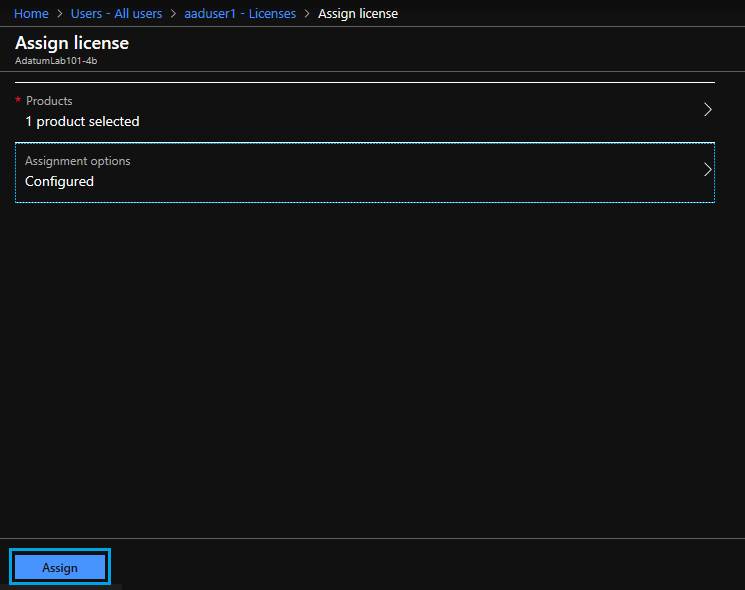 Home > Users - All users > aaduser1 - Licenses > Assign license
Assign license
AdatumLab101-4b
* Products
1 product selected
Assignment options
Configured
Assign